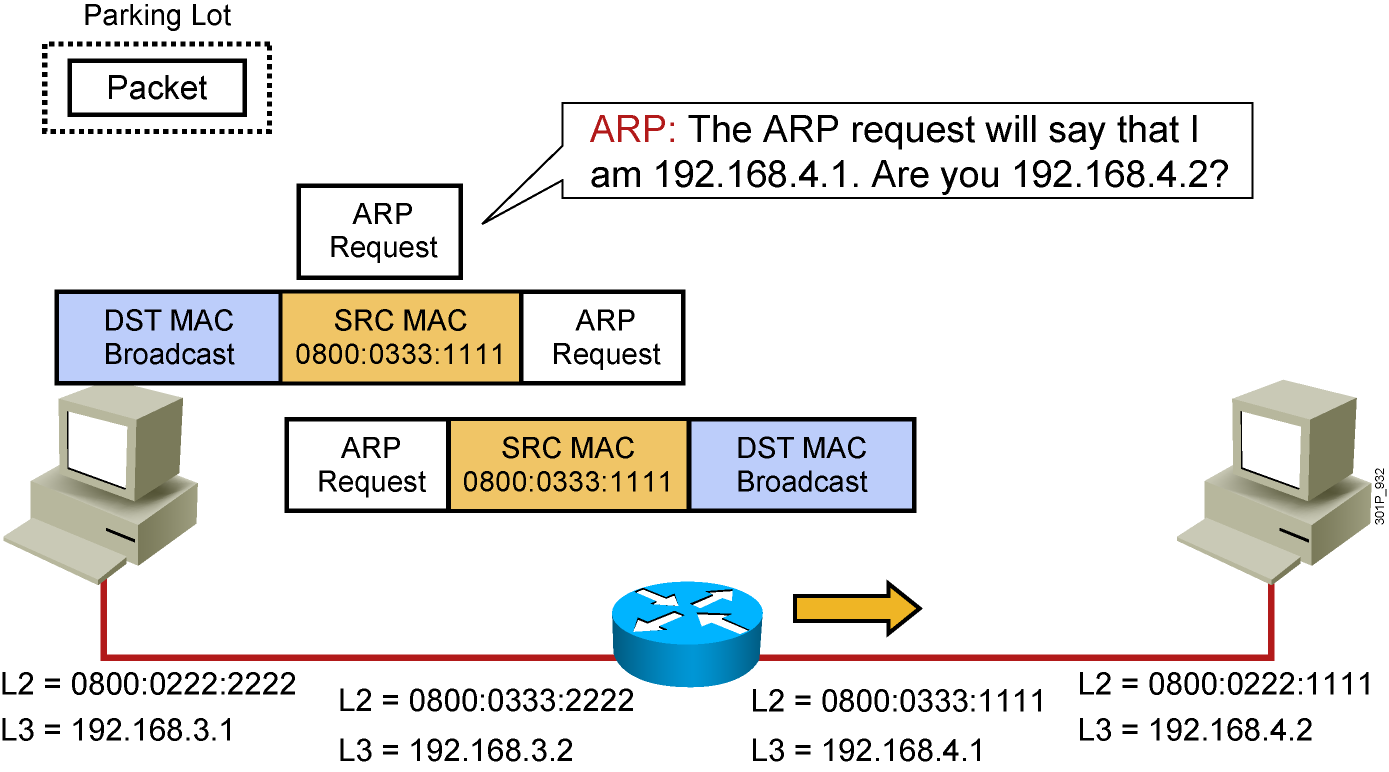 Parking Lot
Packet
ARP: The ARP request will say that I
am 192.168.4.1. Are you 192.168.4.2?
ARP
Request
DST MAC
Broadcast
SRC MAC
0800:0333:1111
ARP
Request
ARP
Request
SRC MAC
0800:0333:1111
DST MAC
Broadcast
301P_932
L2 = 0800:0222:2222
L3 = 192.168.3.1
L2 = 0800:0333:2222
L3 = 192.168.3.2
L2 = 0800:0333:1111
L3 = 192.168.4.1
L2 = 0800:0222:1111
L3 = 192.168.4.2